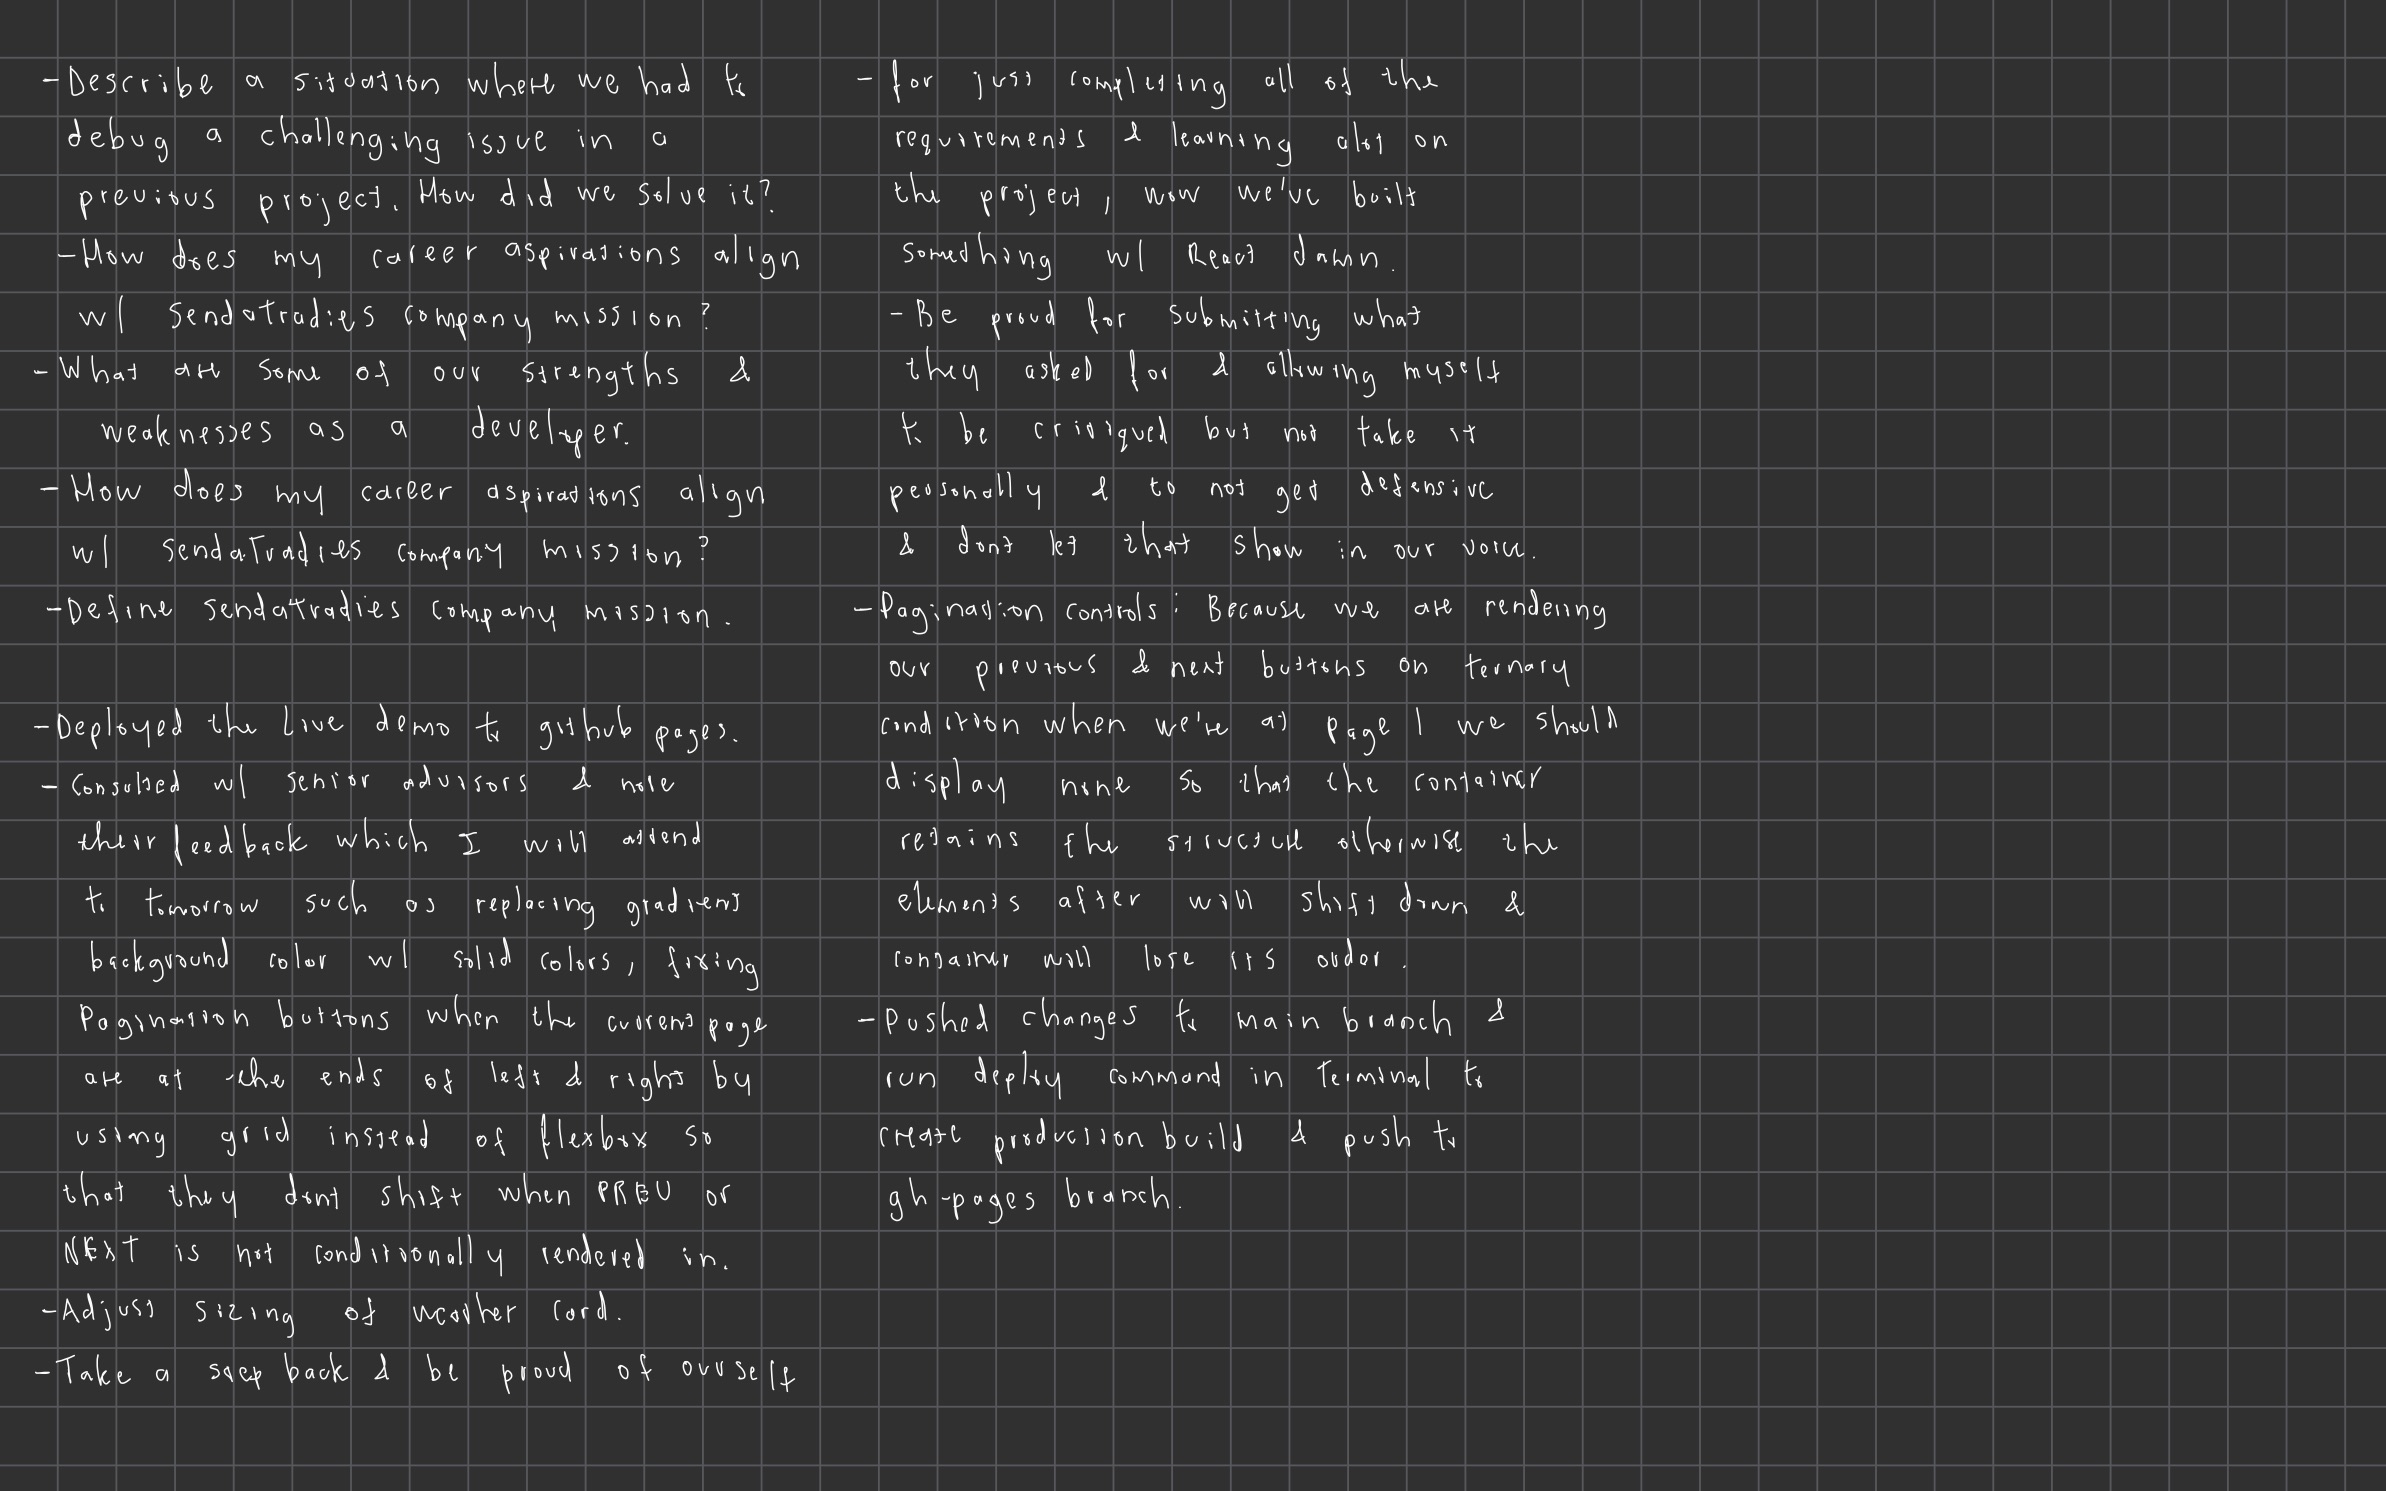 - Describe a situation where we had to
debug a challenging issue in a
previous project. How did we solve it?
- How does my career aspirations align
w/ sendatradies company mission?
- What are some of our strengths &
weaknesses as a developer.
- How does my career aspirations align
w/ sendaTradies company mission?
- Define sendatradies company mission.
- Deployed the live demo to github pages.
- Consulted w/ senior advisors & note
their feedback which I will attend
to tomorrow such as replacing gradient
background color w/ solid colors, fixing
Pagination buttons when the current page
are at the ends of left & right by
using grid instead of flexbox so
that they dont shift when PREV or
NEXT is not conditionally rendered in.
- Adjust sizing of weather card.
- Take a step back & be proud of ourself
- for just completing all of the
requirements & learning alot on
the project, wow we've built
something w/ React damn.
- Be proud for submitting what
they asked for & allowing myself
to be critiqued but not take it
personally & to not get defensive
& dont let that show in our voice.
- Pagination controls: Because we are rendering
our previous & next buttons on ternary
condition when we're at page 1 we should
display none so that the container
retains the structure otherwise the
elements after will shift down &
container will lose its order.
- Pushed changes to main branch &
run deploy command in terminal to
create production build & push to
gh-pages branch.